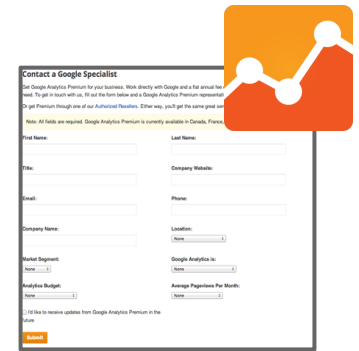 Contact a Google Specialist
Get Google Analytics Premium for your business. Work directly with Google and a flat annual fee
need. To get in touch with us, fill out the form below and a Google Analytics Premium representati
Or get Premium through one of our Authorized Resellers. Either way, you'll get the same great ser
Note: All fields are required. Google Analytics Premium is currently available in Canada, France,
First Name: Last Name:
Title: Company Website:
Email: Phone:
Company Name: Location:
None
Market Segment: Google Analytics is:
None None
Analytics Budget: Average Pageviews Per Month:
None None
I'd like to receive updates from Google Analytics Premium in the
future
Submit